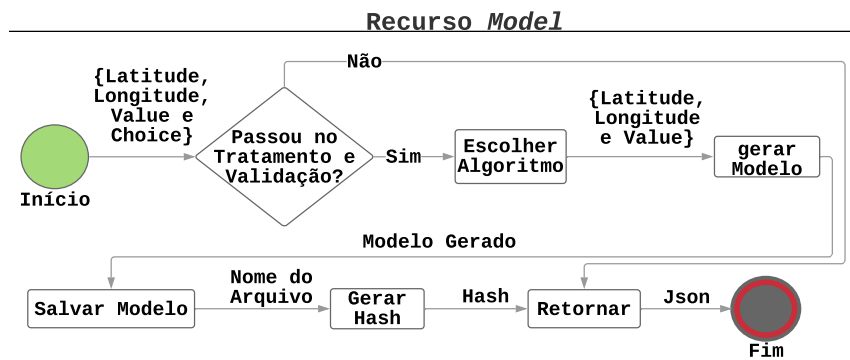 Recurso Model
Não
{Latitude,
Longitude,
Value e
Choice}
Início
Passou no
Tratamento e
Validação?
Sim
Escolher
Algoritmo
{Latitude,
Longitude
e Value}
gerar
Modelo
Modelo Gerado
Salvar Modelo
Nome do
Arquivo
Gerar
Hash
Hash
Retornar
Json
Fim